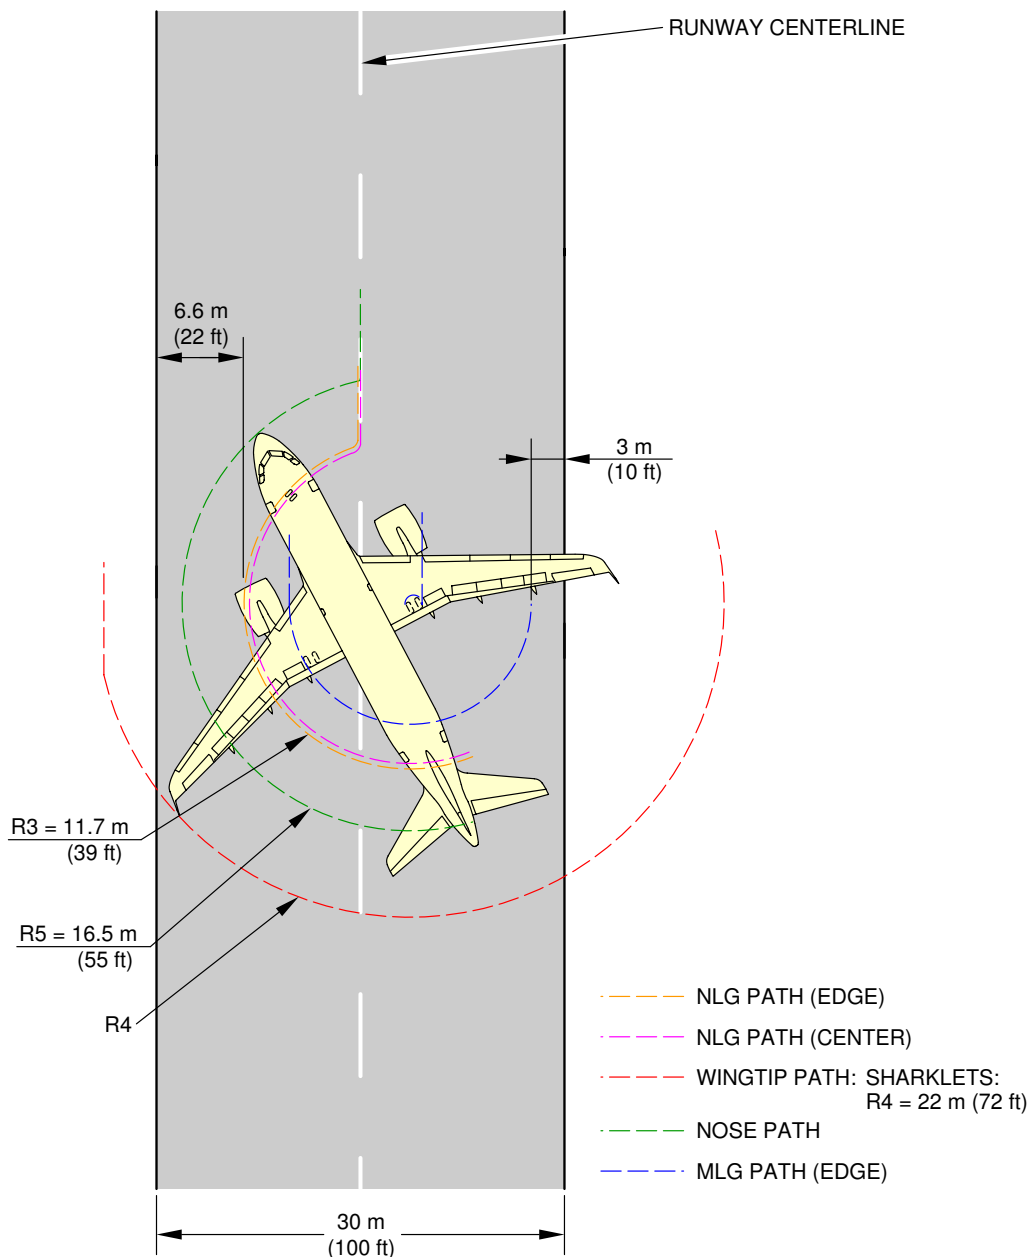 RUNWAY CENTERLINE
6.6 m
(22 ft)
3 m
(10 ft)
R3 = 11.7 m
(39 ft)
R5 = 16.5 m
(55 ft)
R4
NLG PATH (EDGE)
NLG PATH (CENTER)
WINGTIP PATH: SHARKLETS:
R4 = 22 m (72 ft)
NOSE PATH
MLG PATH (EDGE)
30 m
(100 ft)